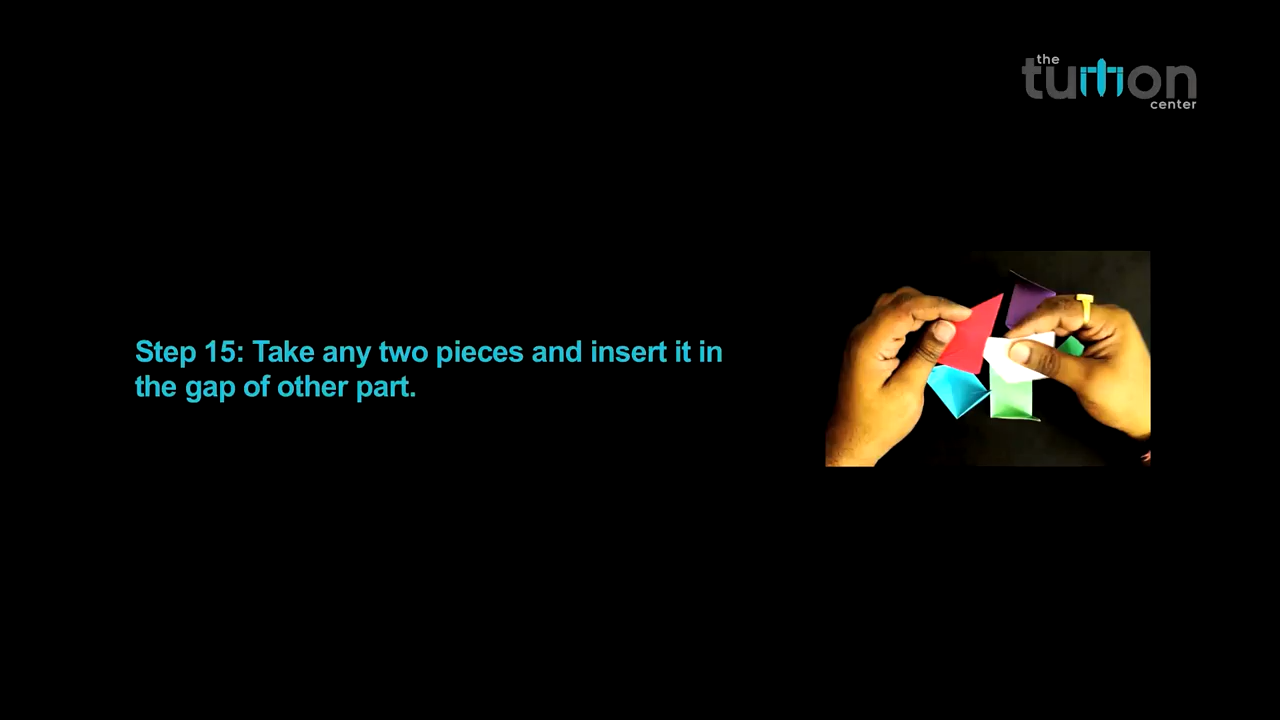 the
tuition
center
Step 15: Take any two pieces and insert it in
the gap of other part.